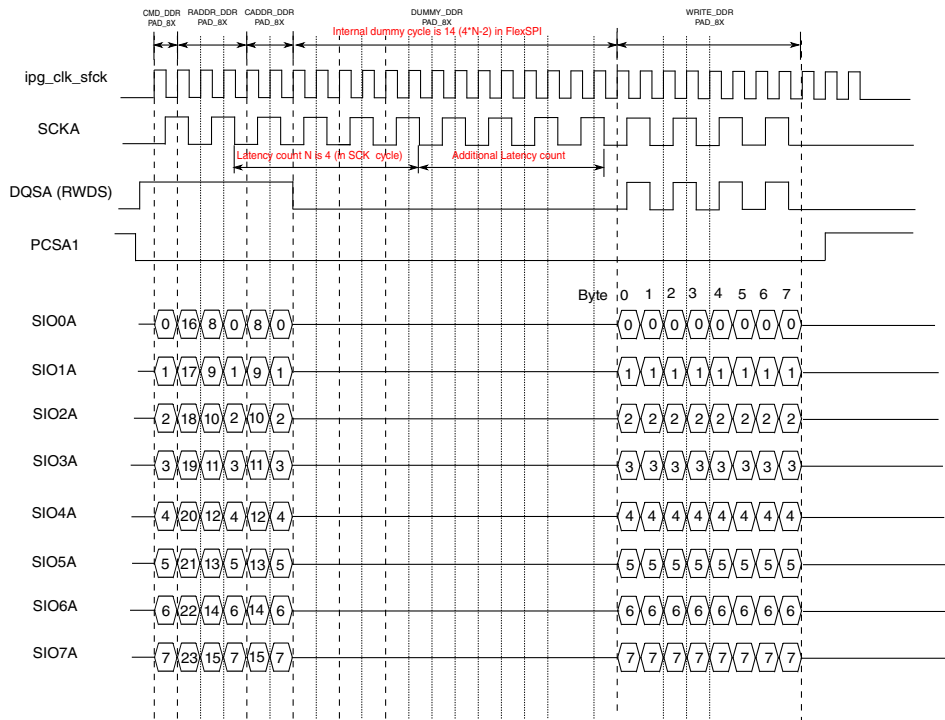 CMD_DDR RADDR_DDR CADDR_DDR DUMMY_DDR WRITE_DDR
PAD_8X PAD_8X PAD_8X PAD_8X PAD_8X
Internal dummy cycle is 14 (4*N-2) in FlexSPI
ipg_clk_sfck
SCKA
Latency count N is 4 (in SCK cycle) Additional Latency count
DQSA (RWDS)
PCSA1
Byte 0 1 2 3 4 5 6 7
SIO0A 0 16 8 0 8 0 0 0 0 0 0 0 0 0
SIO1A 1 17 9 1 9 1 1 1 1 1 1 1 1 1
SIO2A 2 18 10 2 10 2 2 2 2 2 2 2 2 2
SIO3A 3 19 11 3 11 3 3 3 3 3 3 3 3 3
SIO4A 4 20 12 4 12 4 4 4 4 4 4 4 4 4
SIO5A 5 21 13 5 13 5 5 5 5 5 5 5 5 5
SIO6A 6 22 14 6 14 6 6 6 6 6 6 6 6 6
SIO7A 7 23 15 7 15 7 7 7 7 7 7 7 7 7